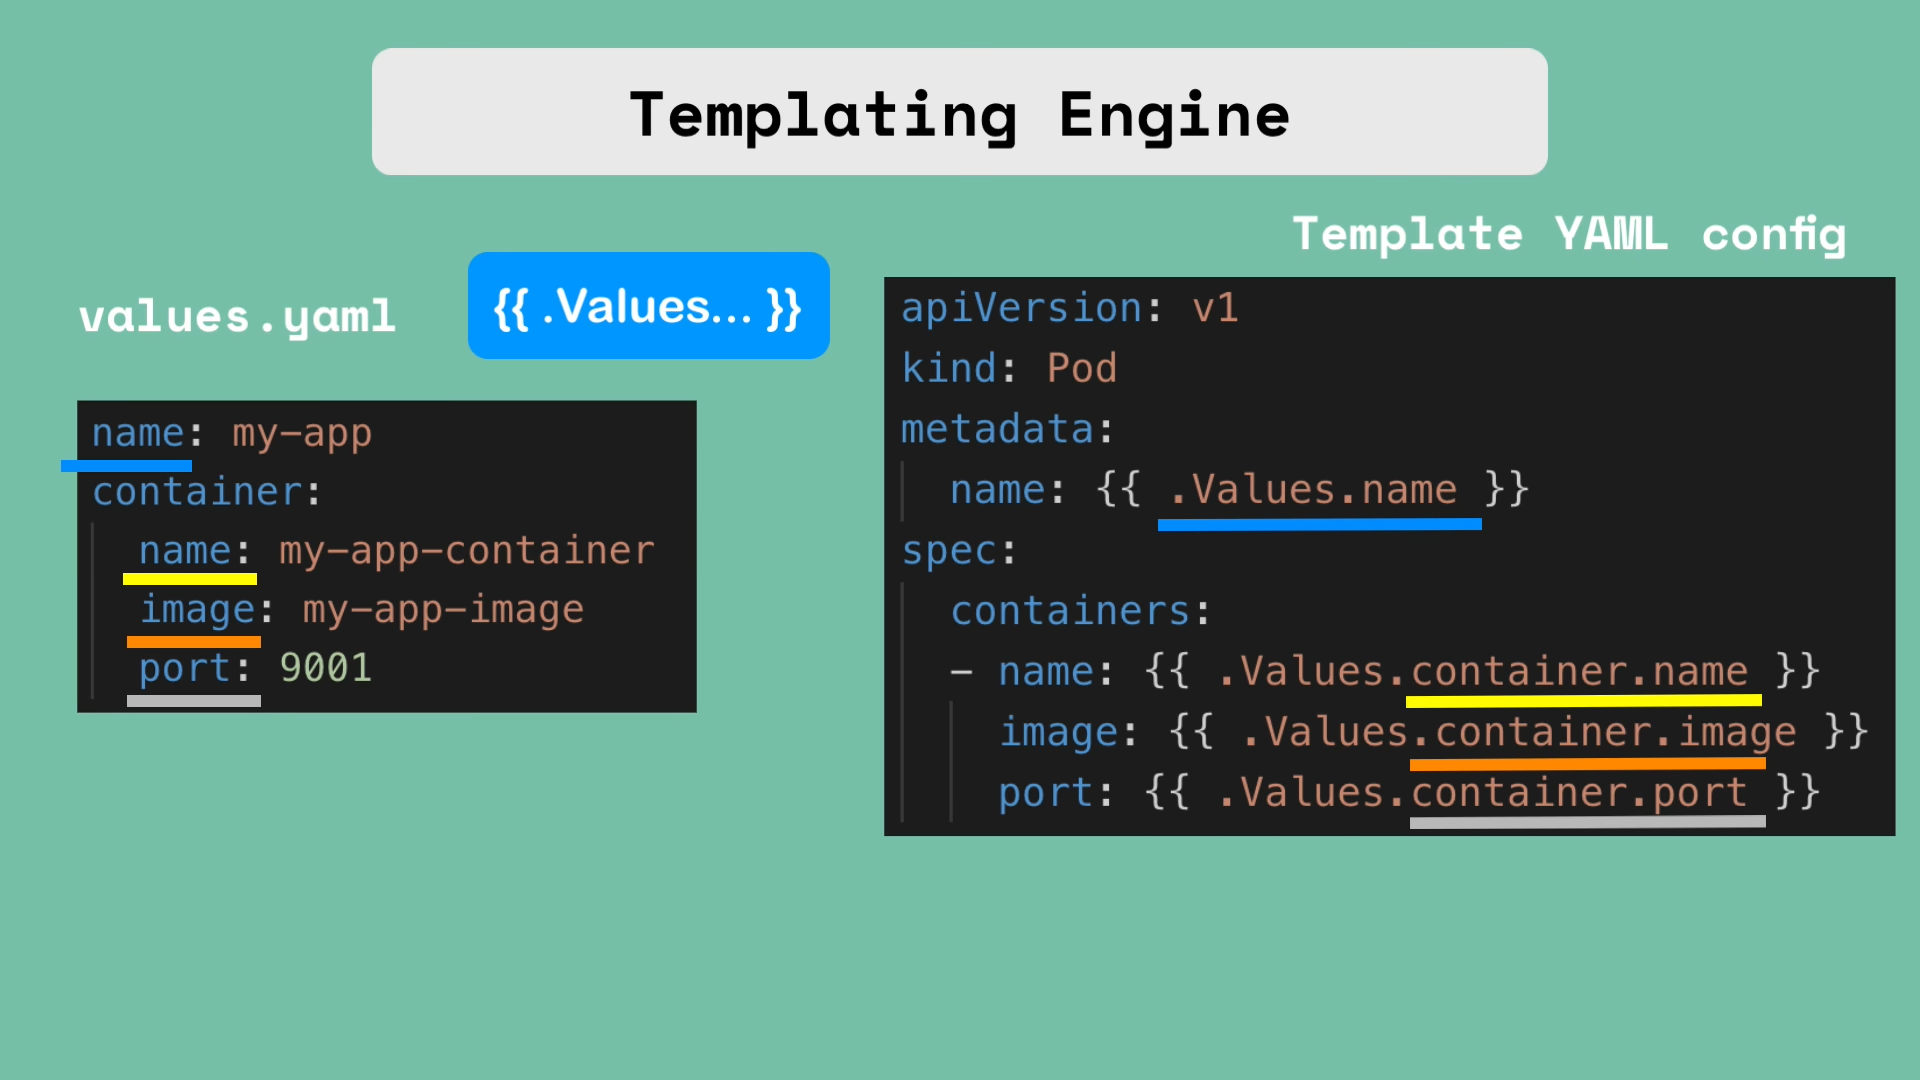 Templating Engine
values.yaml
{{ .Values... }}
name: my-app
container:
  name: my-app-container
  image: my-app-image
  port: 9001
Template YAML config
apiVersion: v1
kind: Pod
metadata:
  name: {{ .Values.name }}
spec:
  containers:
  - name: {{ .Values.container.name }}
    image: {{ .Values.container.image }}
    port: {{ .Values.container.port }}